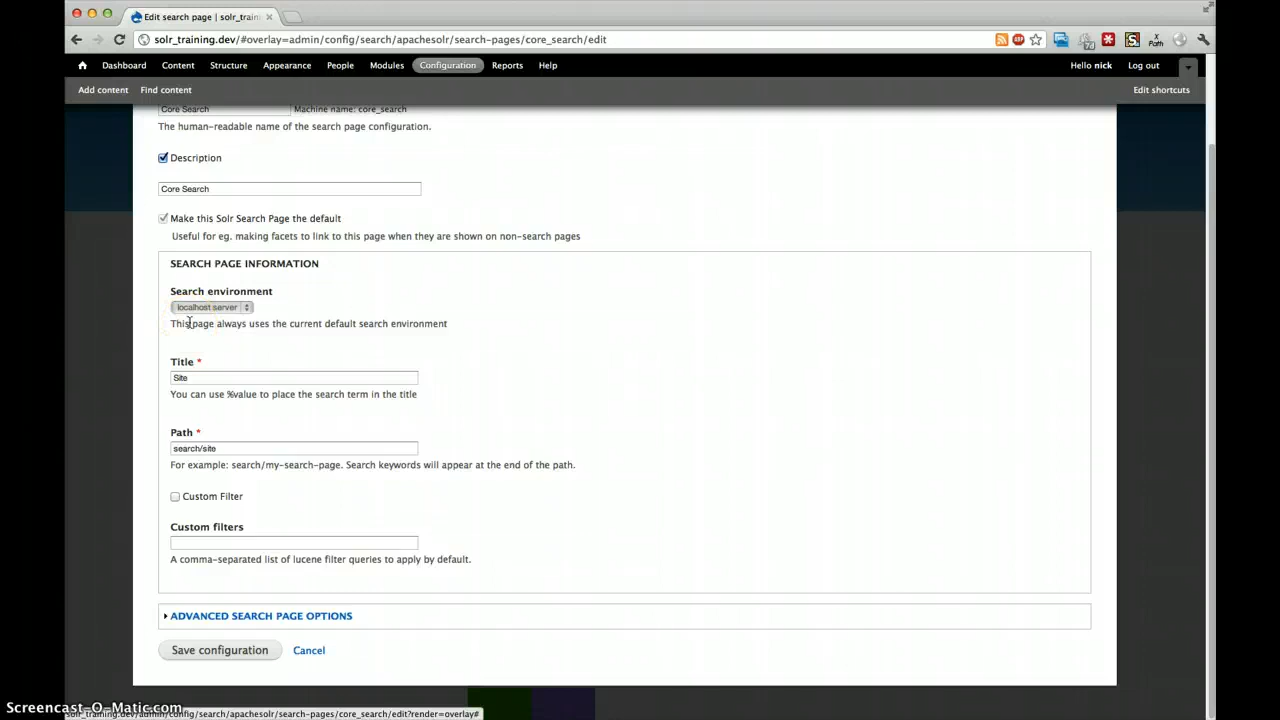 Edit search page | solr_train
solr_training.dev/#overlay=admin/config/search/apachesolr/search-pages/core_search/edit
Dashboard Content Structure Appearance People Modules Configuration Reports Help Hello nick Log out
Add content Find content Edit shortcuts
Core Search Machine name: core_search
The human-readable name of the search page configuration.
Description
Core Search
Make this Solr Search Page the default
Useful for eg. making facets to link to this page when they are shown on non-search pages
SEARCH PAGE INFORMATION
Search environment
localhost server
This page always uses the current default search environment
Title *
Site
You can use %value to place the search term in the title
Path *
search/site
For example: search/my-search-page. Search keywords will appear at the end of the path.
Custom Filter
Custom filters
A comma-separated list of lucene filter queries to apply by default.
ADVANCED SEARCH PAGE OPTIONS
Save configuration Cancel
Screencast-O-Matic.com
solr_training.dev/admin/config/search/apachesolr/search-pages/core_search/edit?render=overlay#